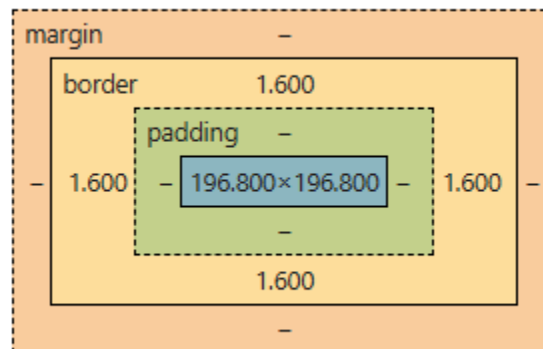 margin –
border 1.600
padding –
– 1.600 – 196.800×196.800 – 1.600 –
–
1.600
–